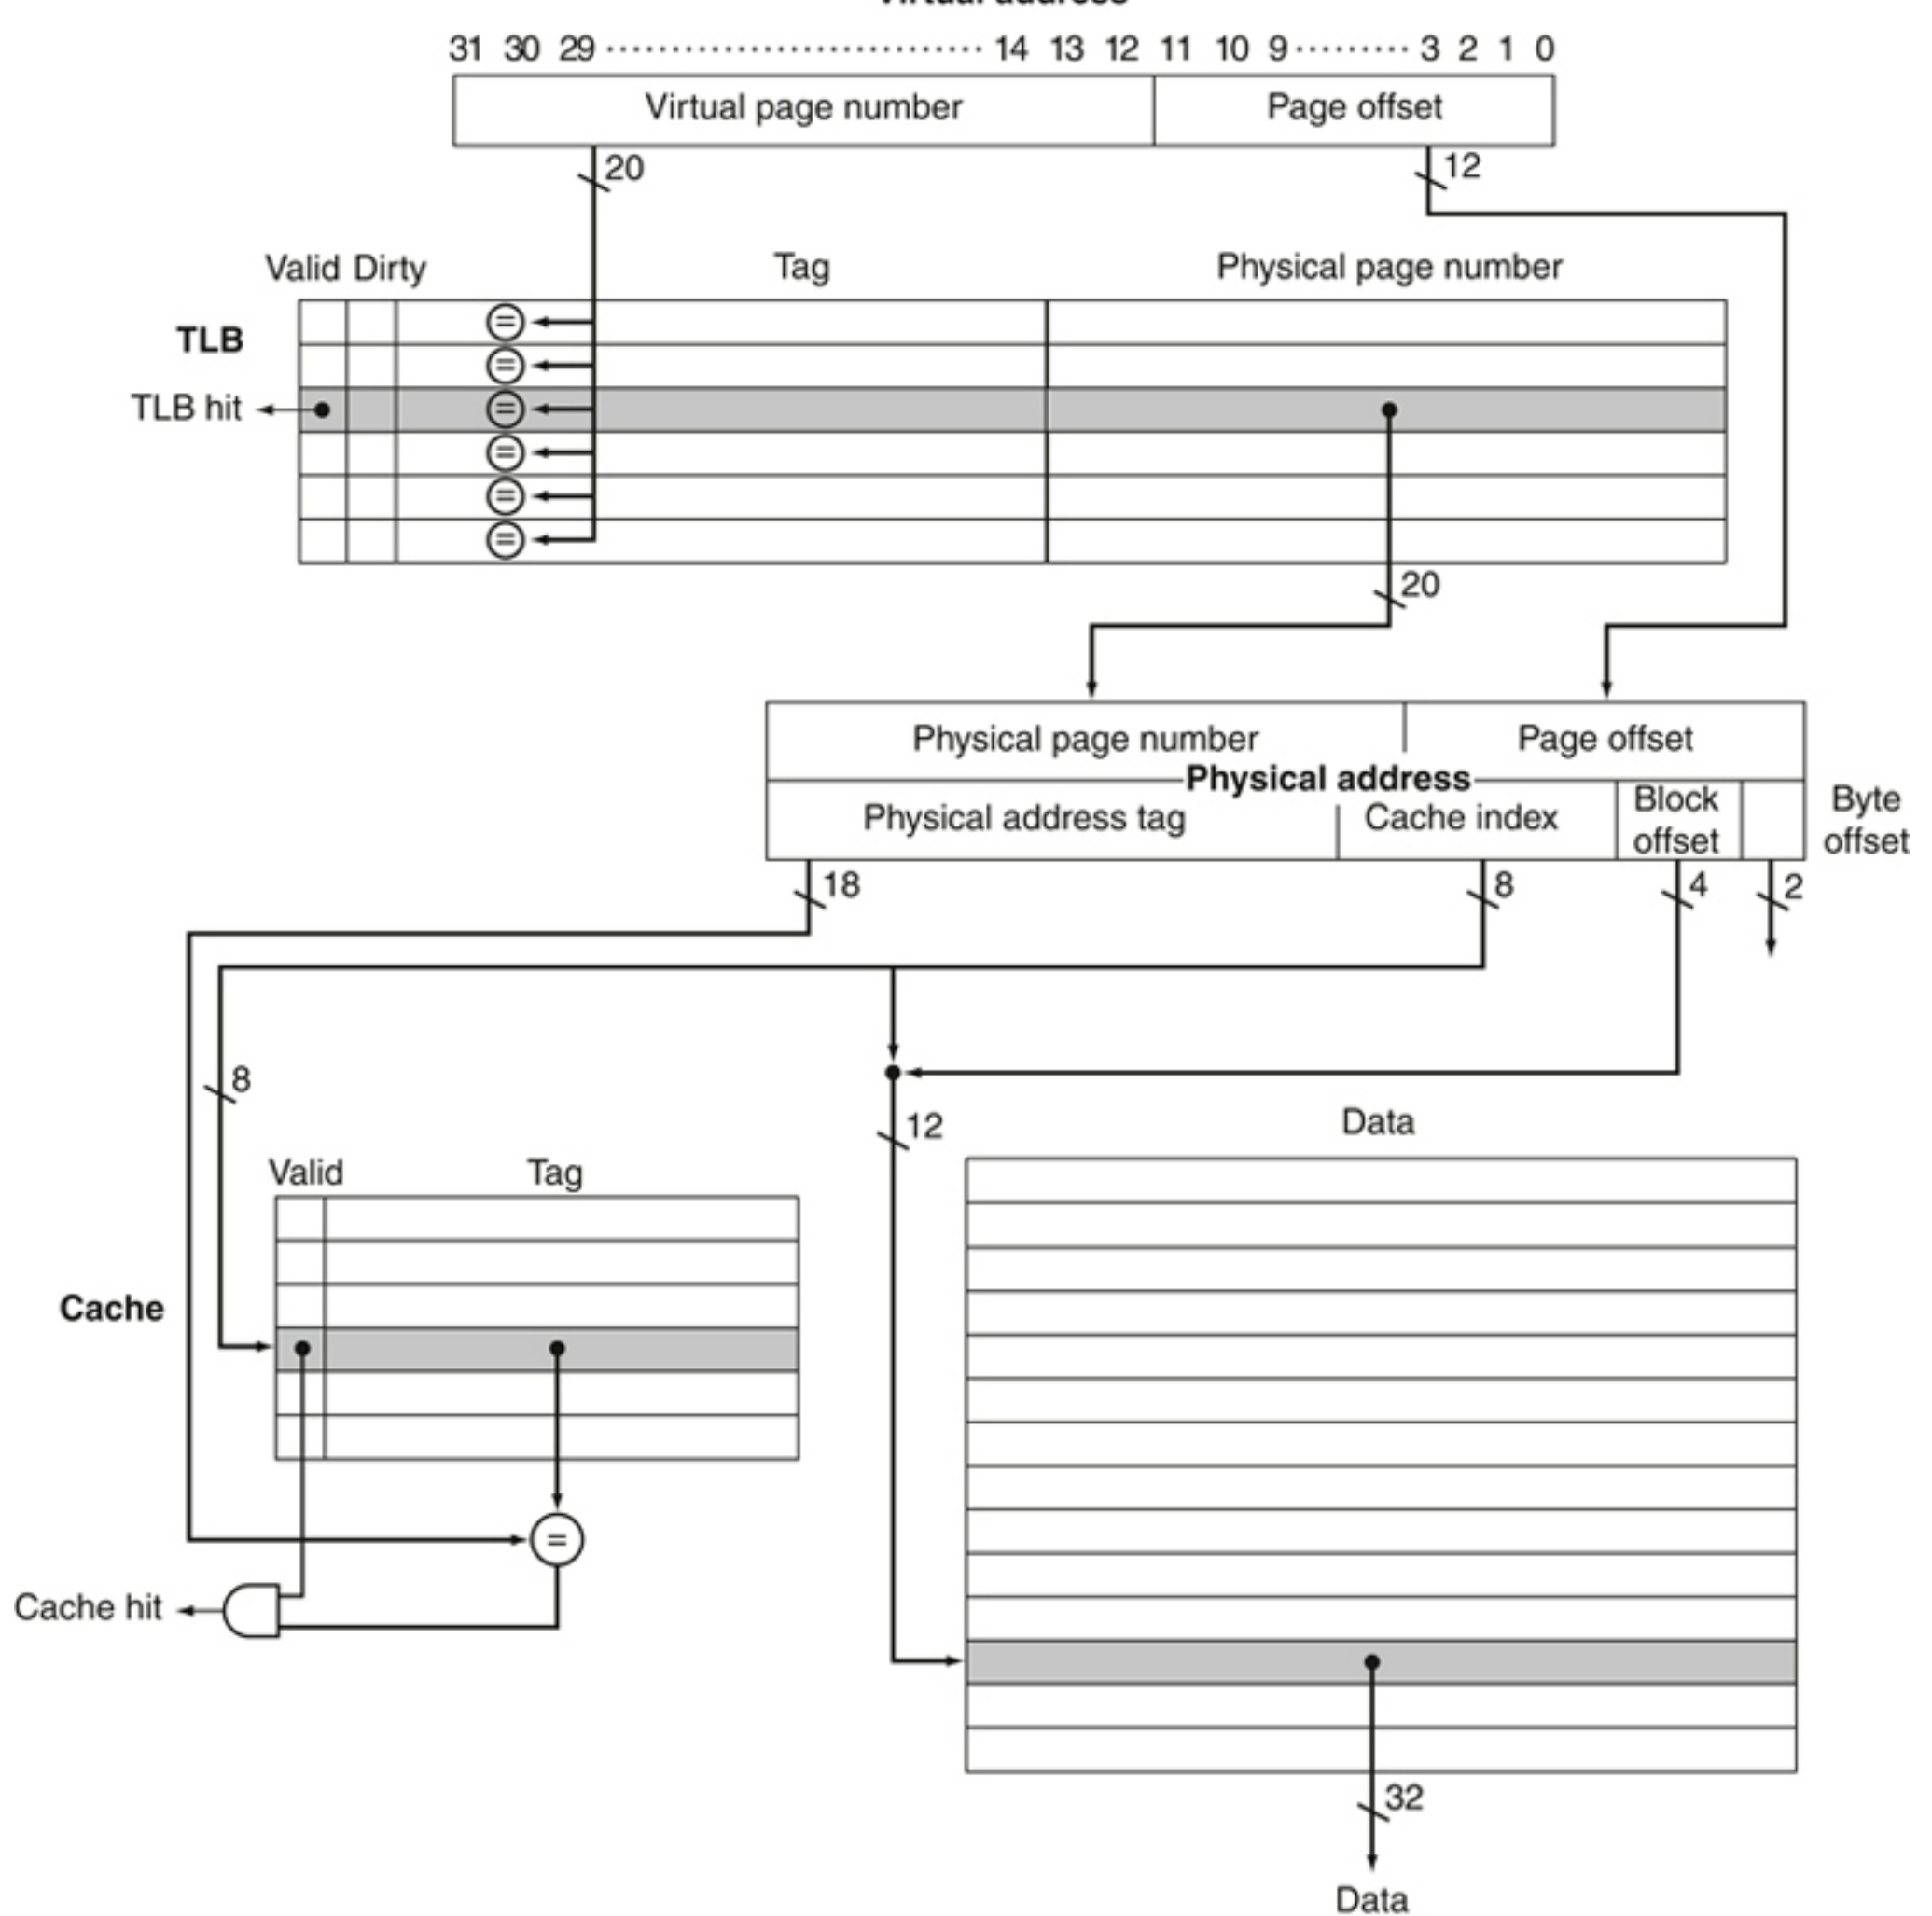 Virtual address
31 30 29 ........................... 14 13 12 11 10 9 ......... 3 2 1 0
Virtual page number Page offset
20 12
Valid Dirty Tag Physical page number
TLB
=
=
TLB hit =
=
=
=
20
Physical page number Page offset
Physical address
Physical address tag Cache index Block offset Byte offset
18 8 4 2
8
12
Data
Valid Tag
Cache
=
Cache hit
32
Data